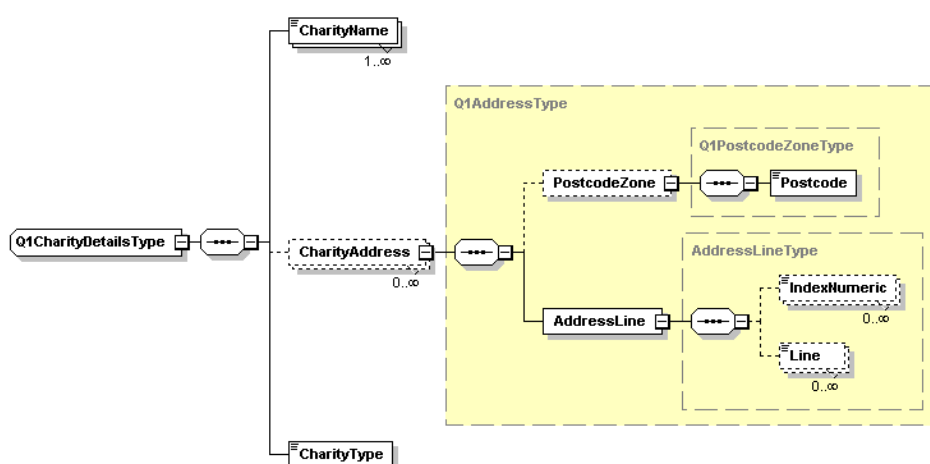 CharityName
1..∞
Q1AddressType
Q1PostcodeZoneType
PostcodeZone
Postcode
Q1CharityDetailsType
CharityAddress
0..∞
AddressLineType
IndexNumeric
0..∞
AddressLine
Line
0..∞
CharityType